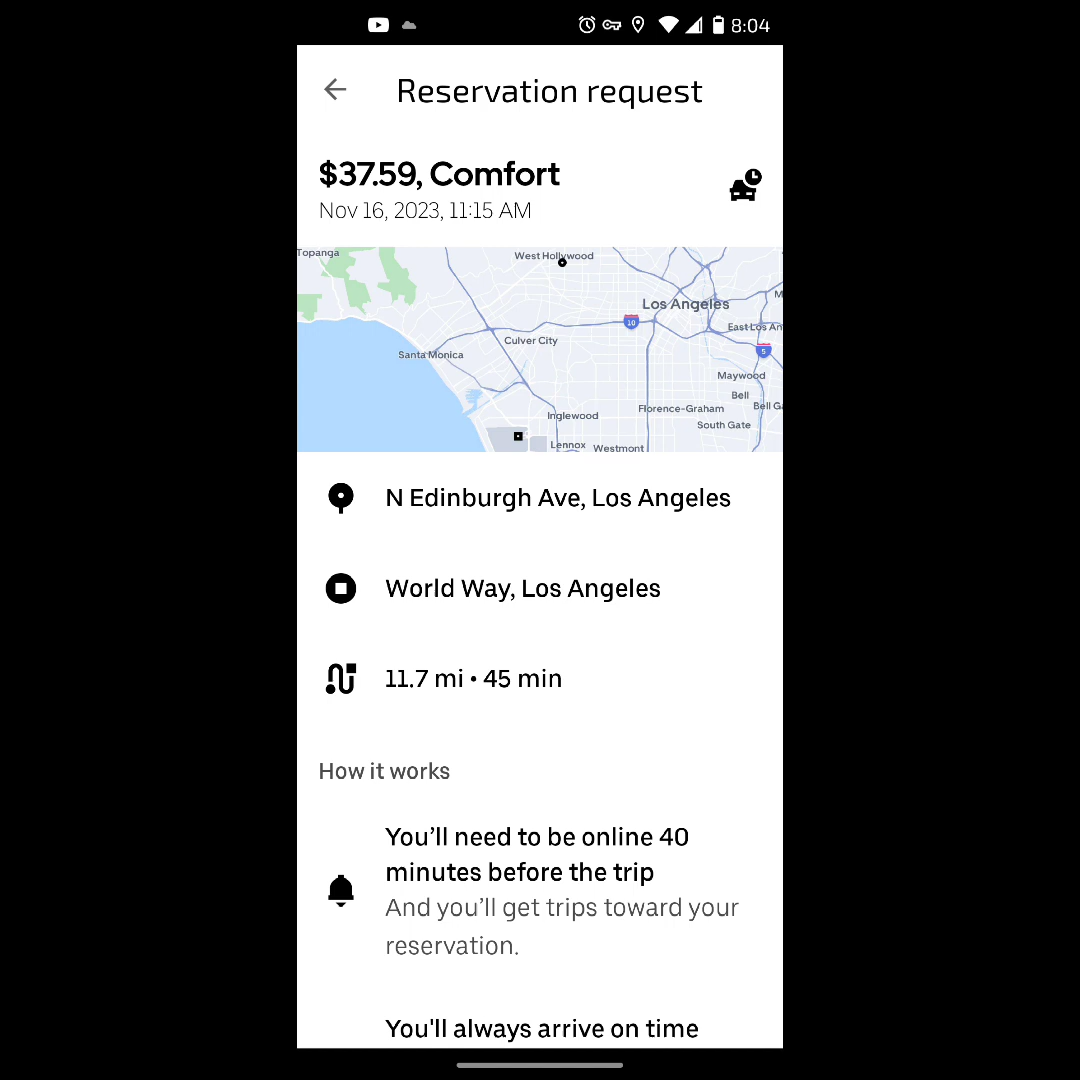 8:04
Reservation request
$37.59, Comfort
Nov 16, 2023, 11:15 AM
Topanga
West Hollywood
Los Angeles
10
East Los An
Culver City
5
Santa Monica
Maywood
Bell
Bell G
Florence-Graham
Inglewood
South Gate
Lennox
Westmont
N Edinburgh Ave, Los Angeles
World Way, Los Angeles
11.7 mi • 45 min
How it works
You’ll need to be online 40
minutes before the trip
And you’ll get trips toward your
reservation.
You'll always arrive on time